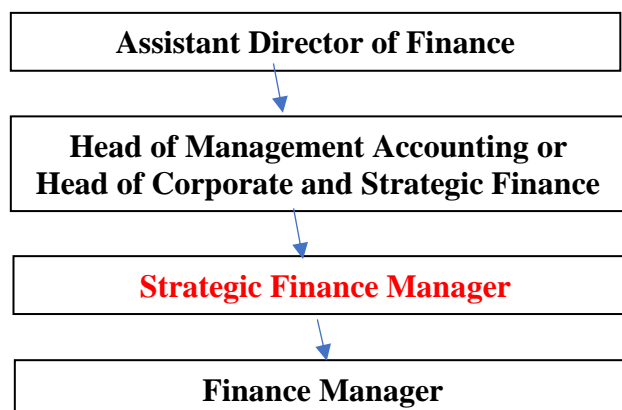 Assistant Director of Finance
Head of Management Accounting or
Head of Corporate and Strategic Finance
Strategic Finance Manager
Finance Manager